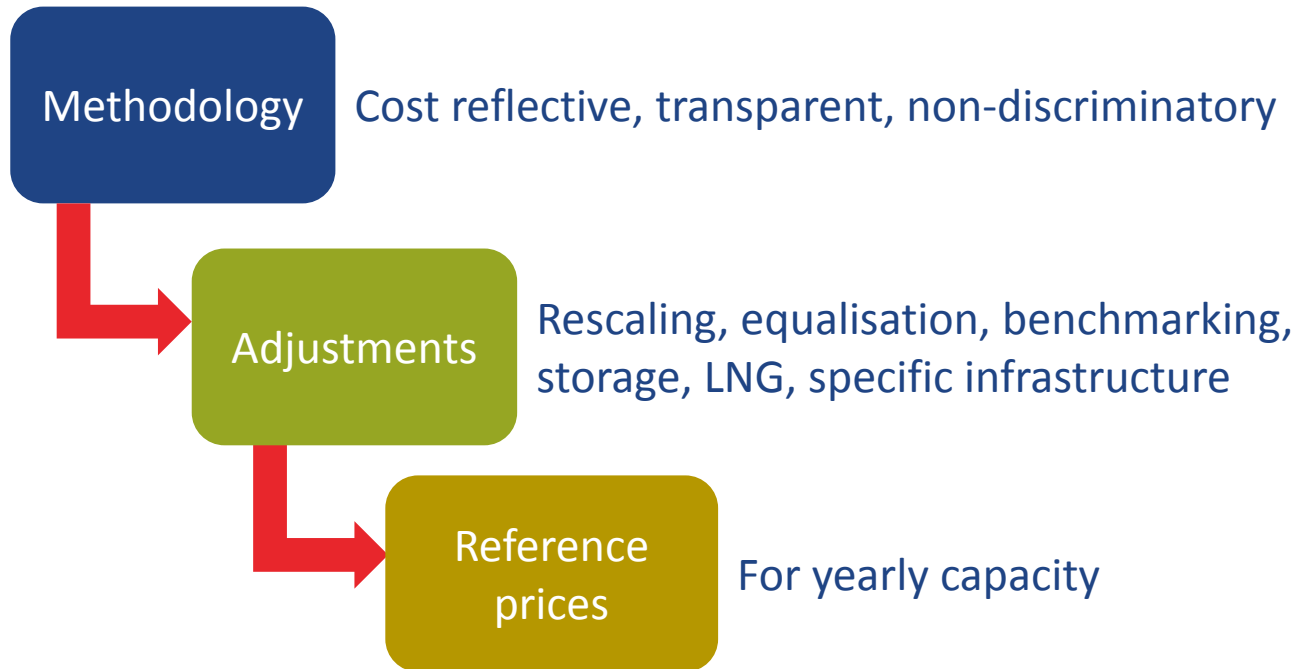 Methodology
Cost reflective, transparent, non-discriminatory
Adjustments
Rescaling, equalisation, benchmarking,
storage, LNG, specific infrastructure
Reference
prices
For yearly capacity